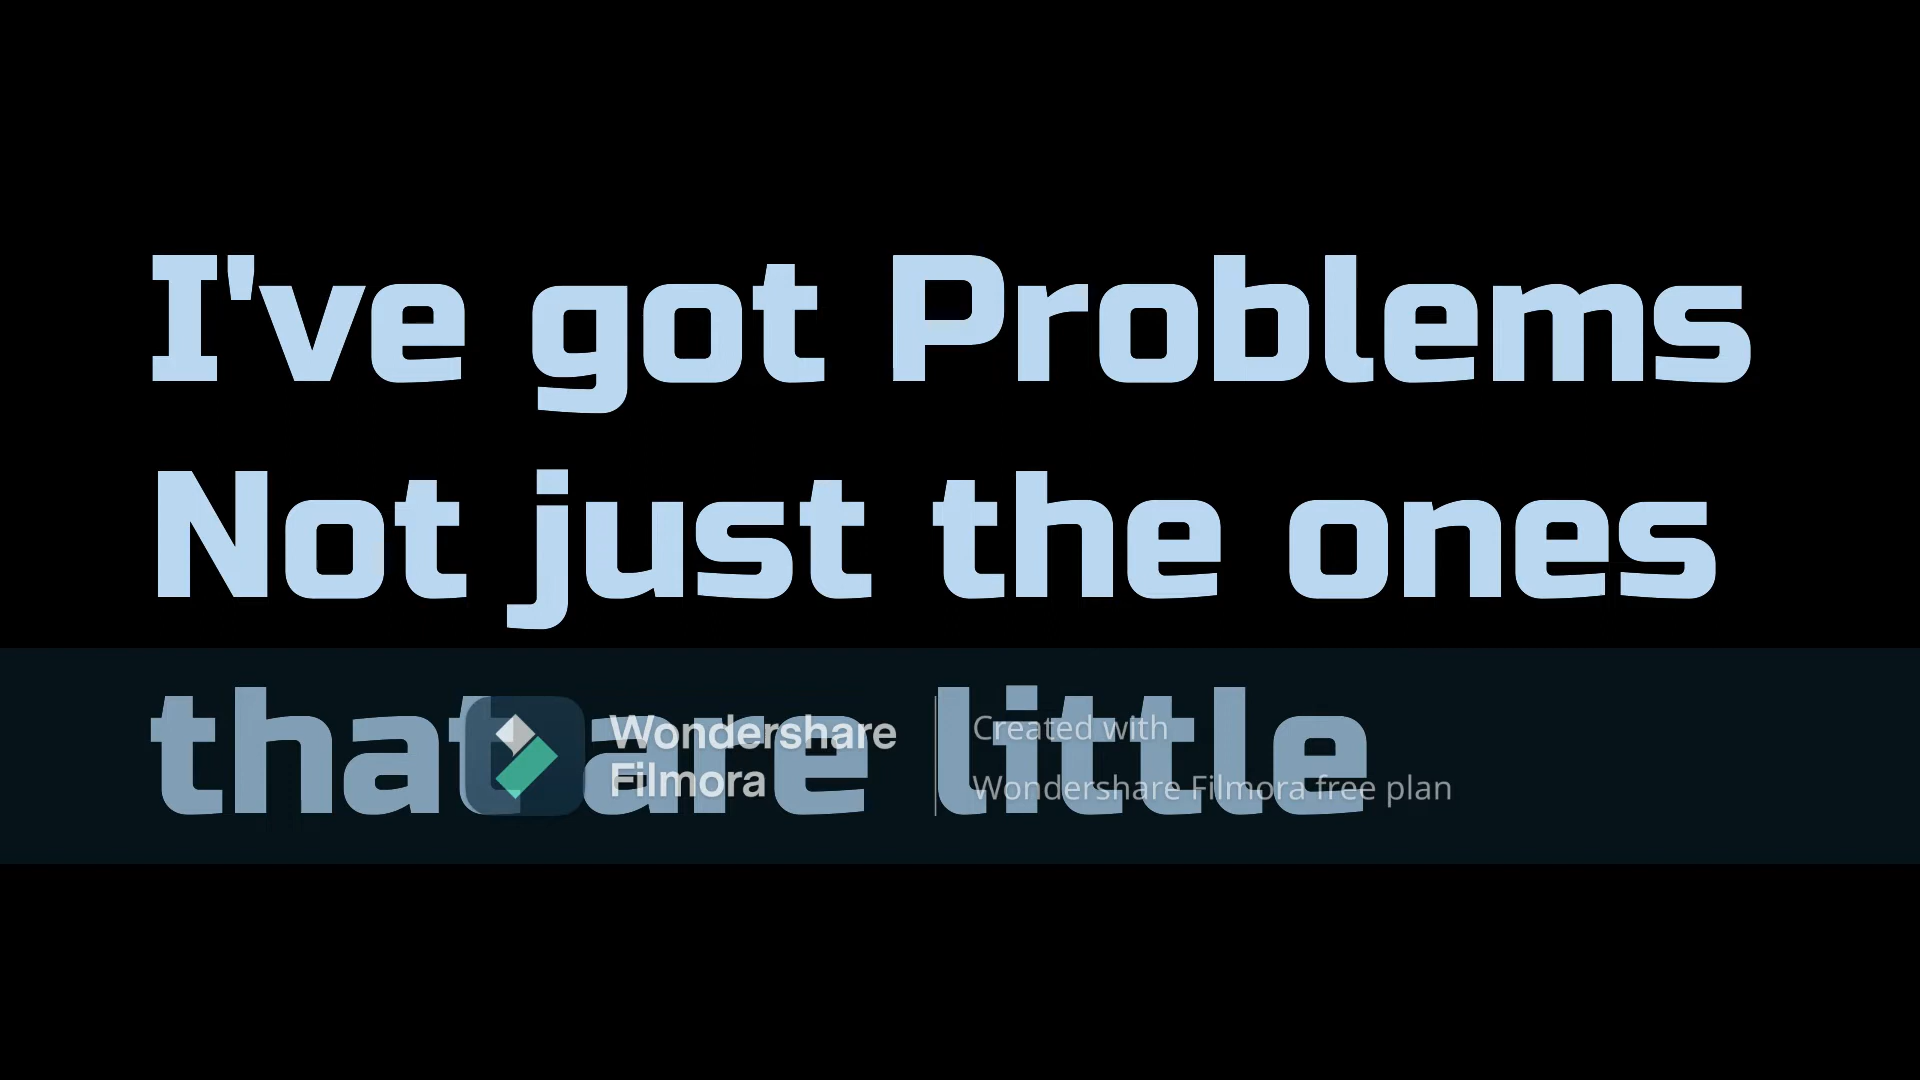 I've got Problems
Not just the ones
that are little
Wondershare
Filmora
Created with
Wondershare Filmora free plan